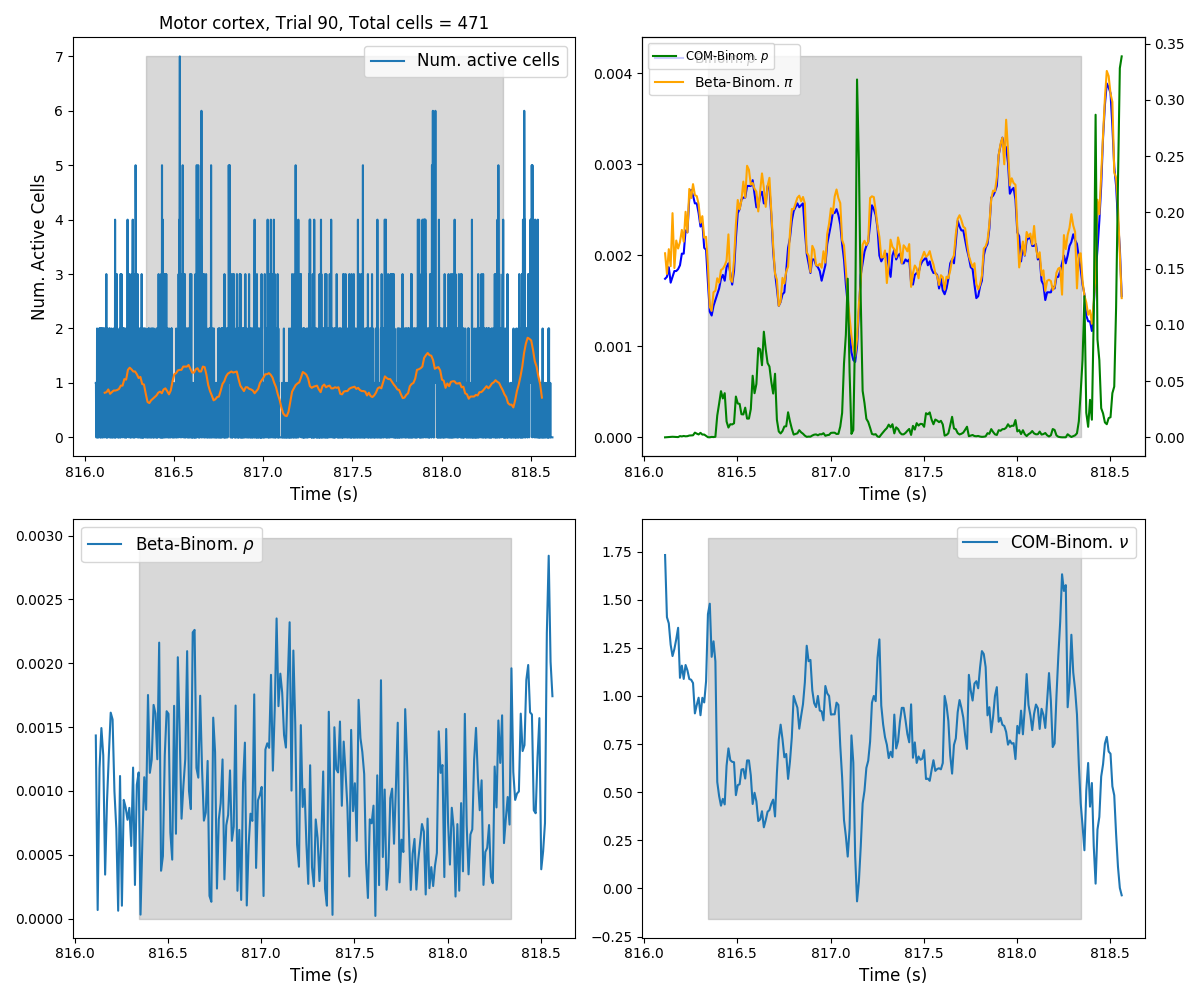 Motor cortex, Trial 90, Total cells = 471
Num. active cells
Num. Active Cells
7
6
5
4
3
2
1
0
816.0 816.5 817.0 817.5 818.0 818.5
Time (s)
COM-Binom. p
Beta-Binom. π
0.004
0.003
0.002
0.001
0.000
0.35
0.30
0.25
0.20
0.15
0.10
0.05
0.00
816.0 816.5 817.0 817.5 818.0 818.5
Time (s)
Beta-Binom. ρ
0.0030
0.0025
0.0020
0.0015
0.0010
0.0005
0.0000
816.0 816.5 817.0 817.5 818.0 818.5
Time (s)
COM-Binom. ν
1.75
1.50
1.25
1.00
0.75
0.50
0.25
0.00
−0.25
816.0 816.5 817.0 817.5 818.0 818.5
Time (s)